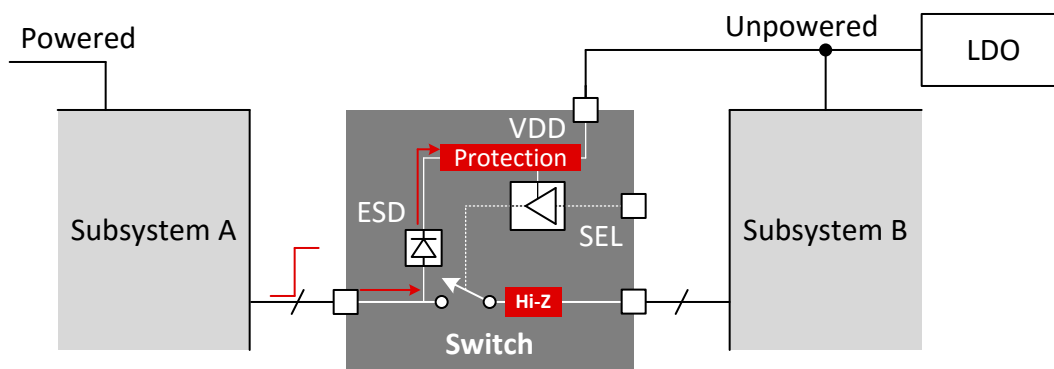 Powered
Unpowered
LDO
VDD
Protection
ESD
Subsystem A
SEL
Subsystem B
Hi-Z
Switch